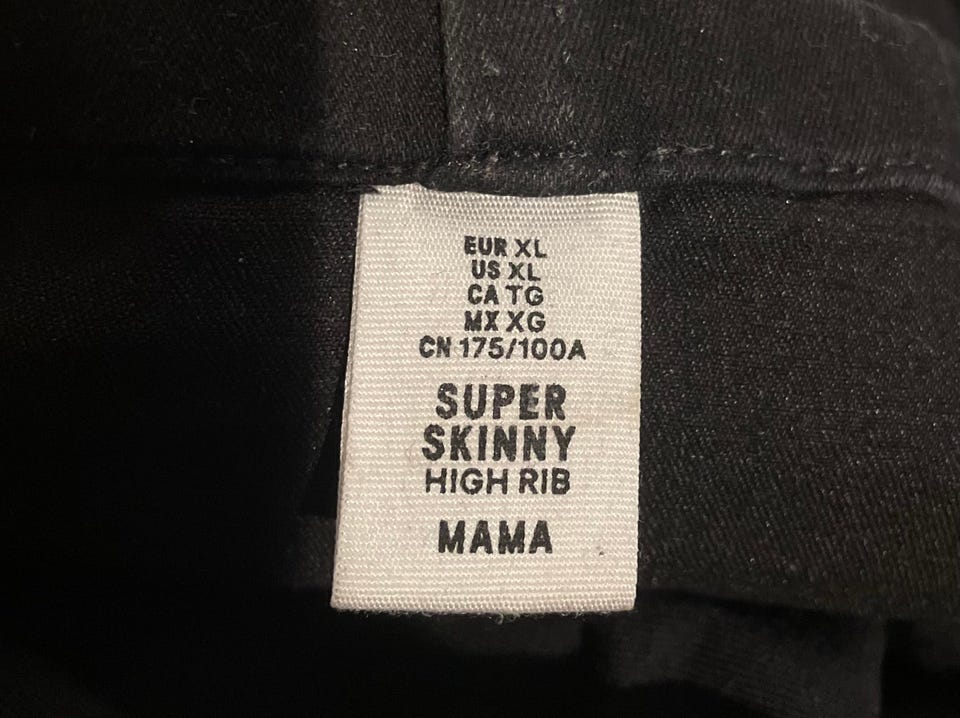 EUR XL
US XL
CA TG
MX XG
CN 175/100A
SUPER
SKINNY
HIGH RIB
MAMA